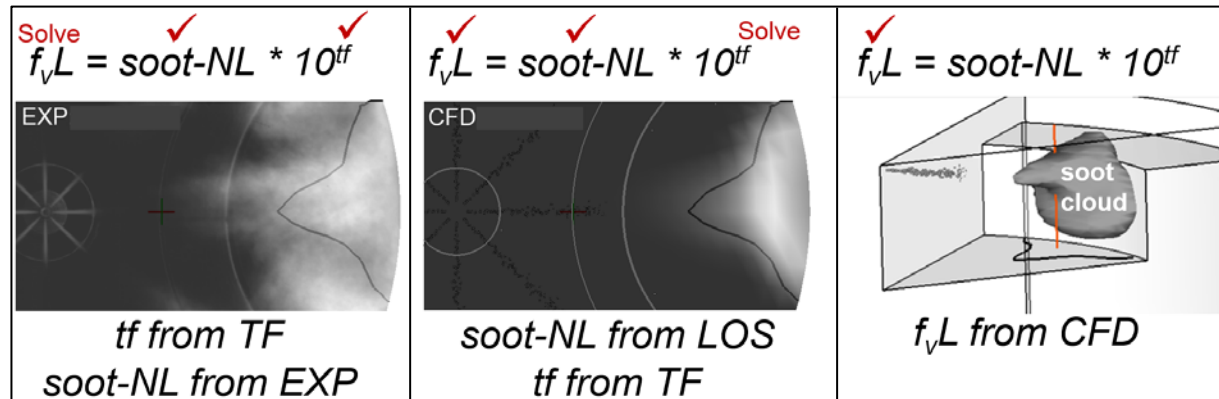 Solve
f_vL = soot-NL * 10^tf
EXP
tf from TF
soot-NL from EXP
Solve
f_vL = soot-NL * 10^tf
CFD
soot-NL from LOS
tf from TF
f_vL = soot-NL * 10^tf
soot
cloud
f_vL from CFD